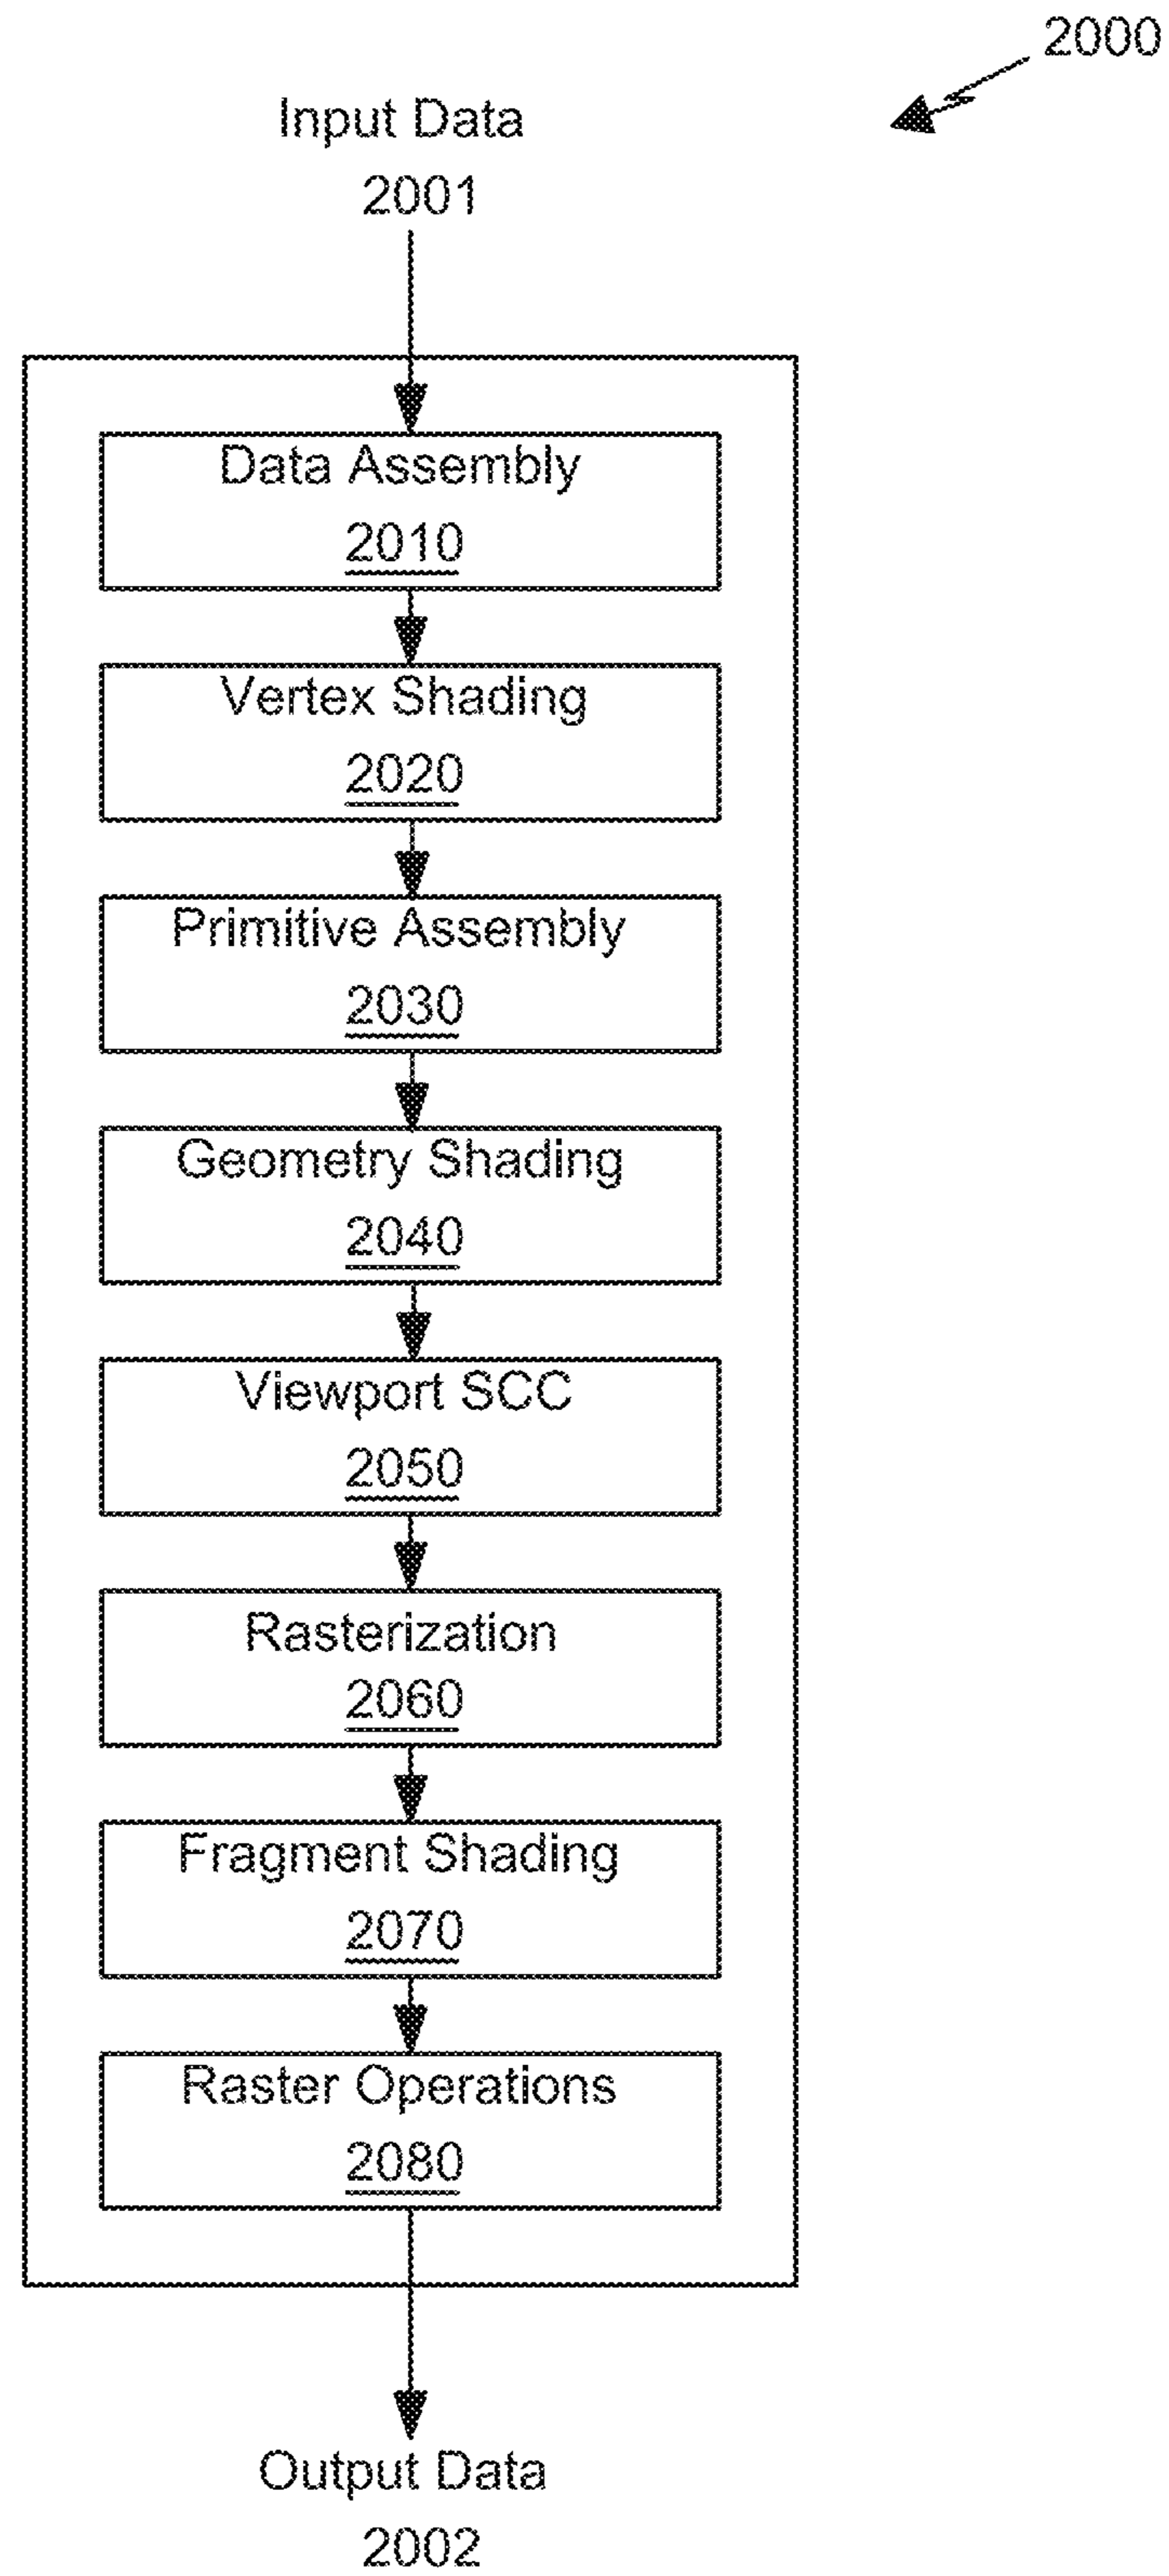 2000
Input Data
2001
Data Assembly
2010
Vertex Shading
2020
Primitive Assembly
2030
Geometry Shading
2040
Viewport SCC
2050
Rasterization
2060
Fragment Shading
2070
Raster Operations
2080
Output Data
2002